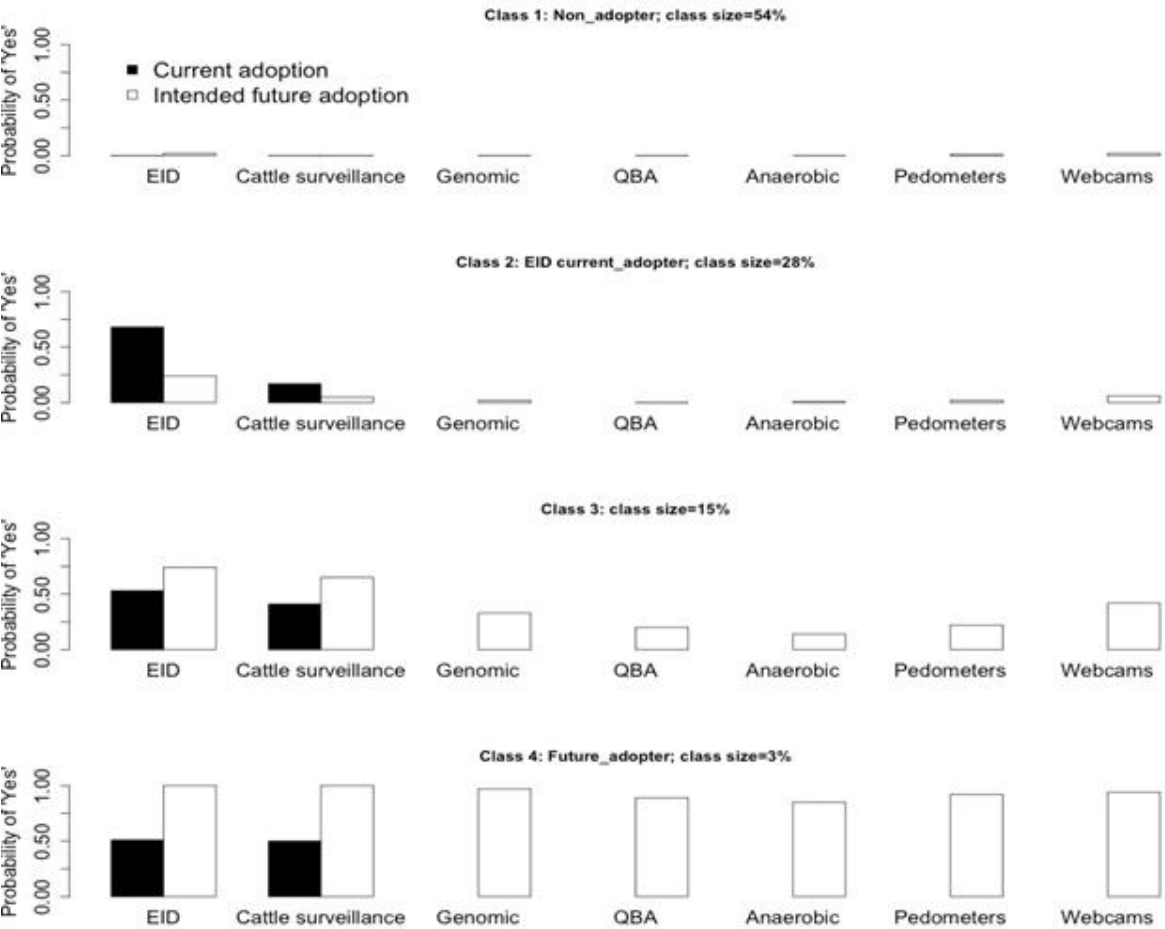 Class 1: Non_adopter; class size=54%
Probability of 'Yes'
0.00 0.50 1.00
Current adoption
Intended future adoption
EID Cattle surveillance Genomic QBA Anaerobic Pedometers Webcams
Class 2: EID current_adopter; class size=28%
Probability of 'Yes'
0.00 0.50 1.00
EID Cattle surveillance Genomic QBA Anaerobic Pedometers Webcams
Class 3: class size=15%
Probability of 'Yes'
0.00 0.50 1.00
EID Cattle surveillance Genomic QBA Anaerobic Pedometers Webcams
Class 4: Future_adopter; class size=3%
Probability of 'Yes'
0.00 0.50 1.00
EID Cattle surveillance Genomic QBA Anaerobic Pedometers Webcams